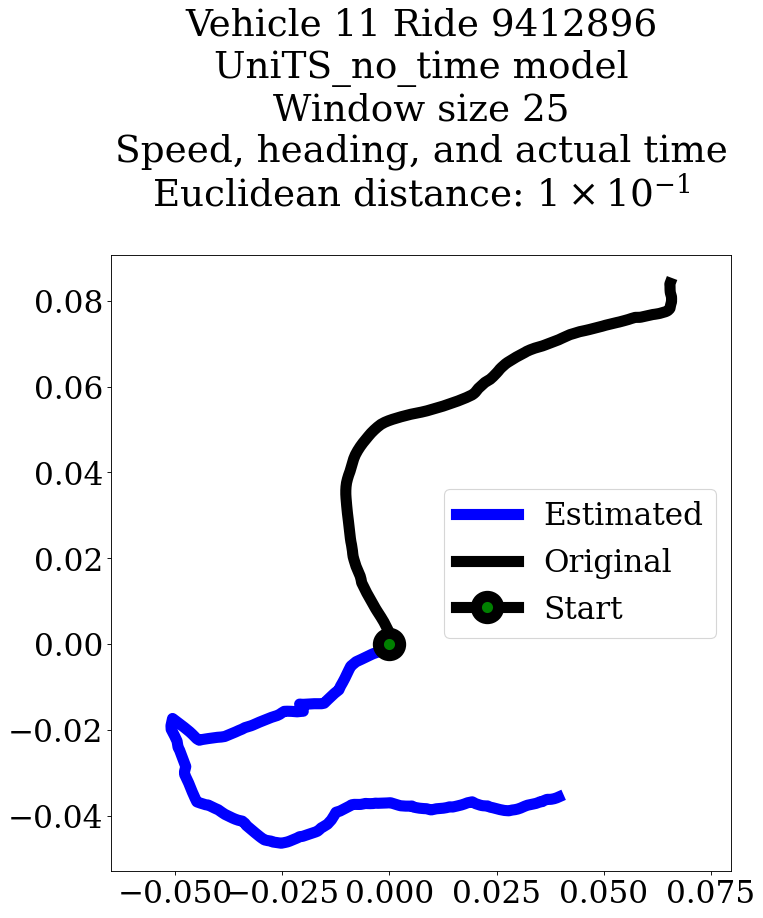 Vehicle 11 Ride 9412896
UniTS_no_time model
Window size 25
Speed, heading, and actual time
Euclidean distance: 1 × 10⁻¹
0.08
0.06
0.04
0.02
0.00
−0.02
−0.04
Estimated
Original
Start
−0.050 −0.025 0.000 0.025 0.050 0.075